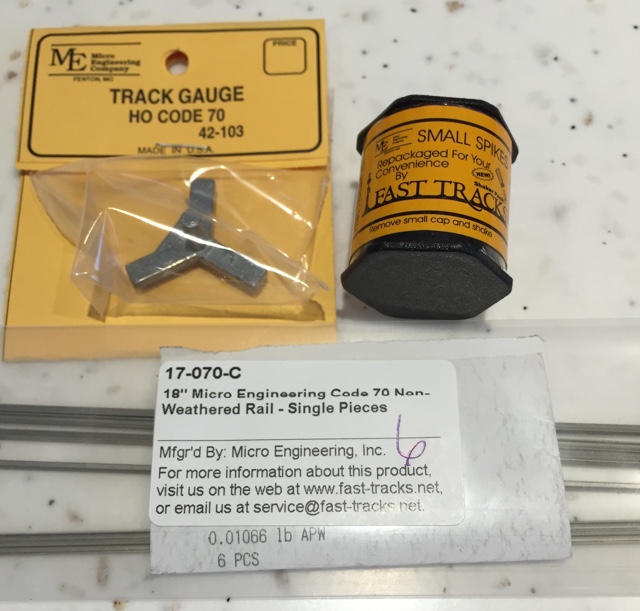 ME Micro
Engineering
Company
FENTON, MO
PRICE
TRACK GAUGE
HO CODE 70
42-103
MADE IN U.S.A.
ME
SMALL SPIKES
Repackaged For Your
Convenience
NEW!
By
Shaker
FAST TRACKS
Remove small cap and shake
17-070-C
18" Micro Engineering Code 70 Non-
Weathered Rail - Single Pieces
6
Mfgr'd By: Micro Engineering, Inc.
For more information about this product,
visit us on the web at www.fast-tracks.net,
or email us at service@fast-tracks.net.
0.01066 lb APW
6 PCS